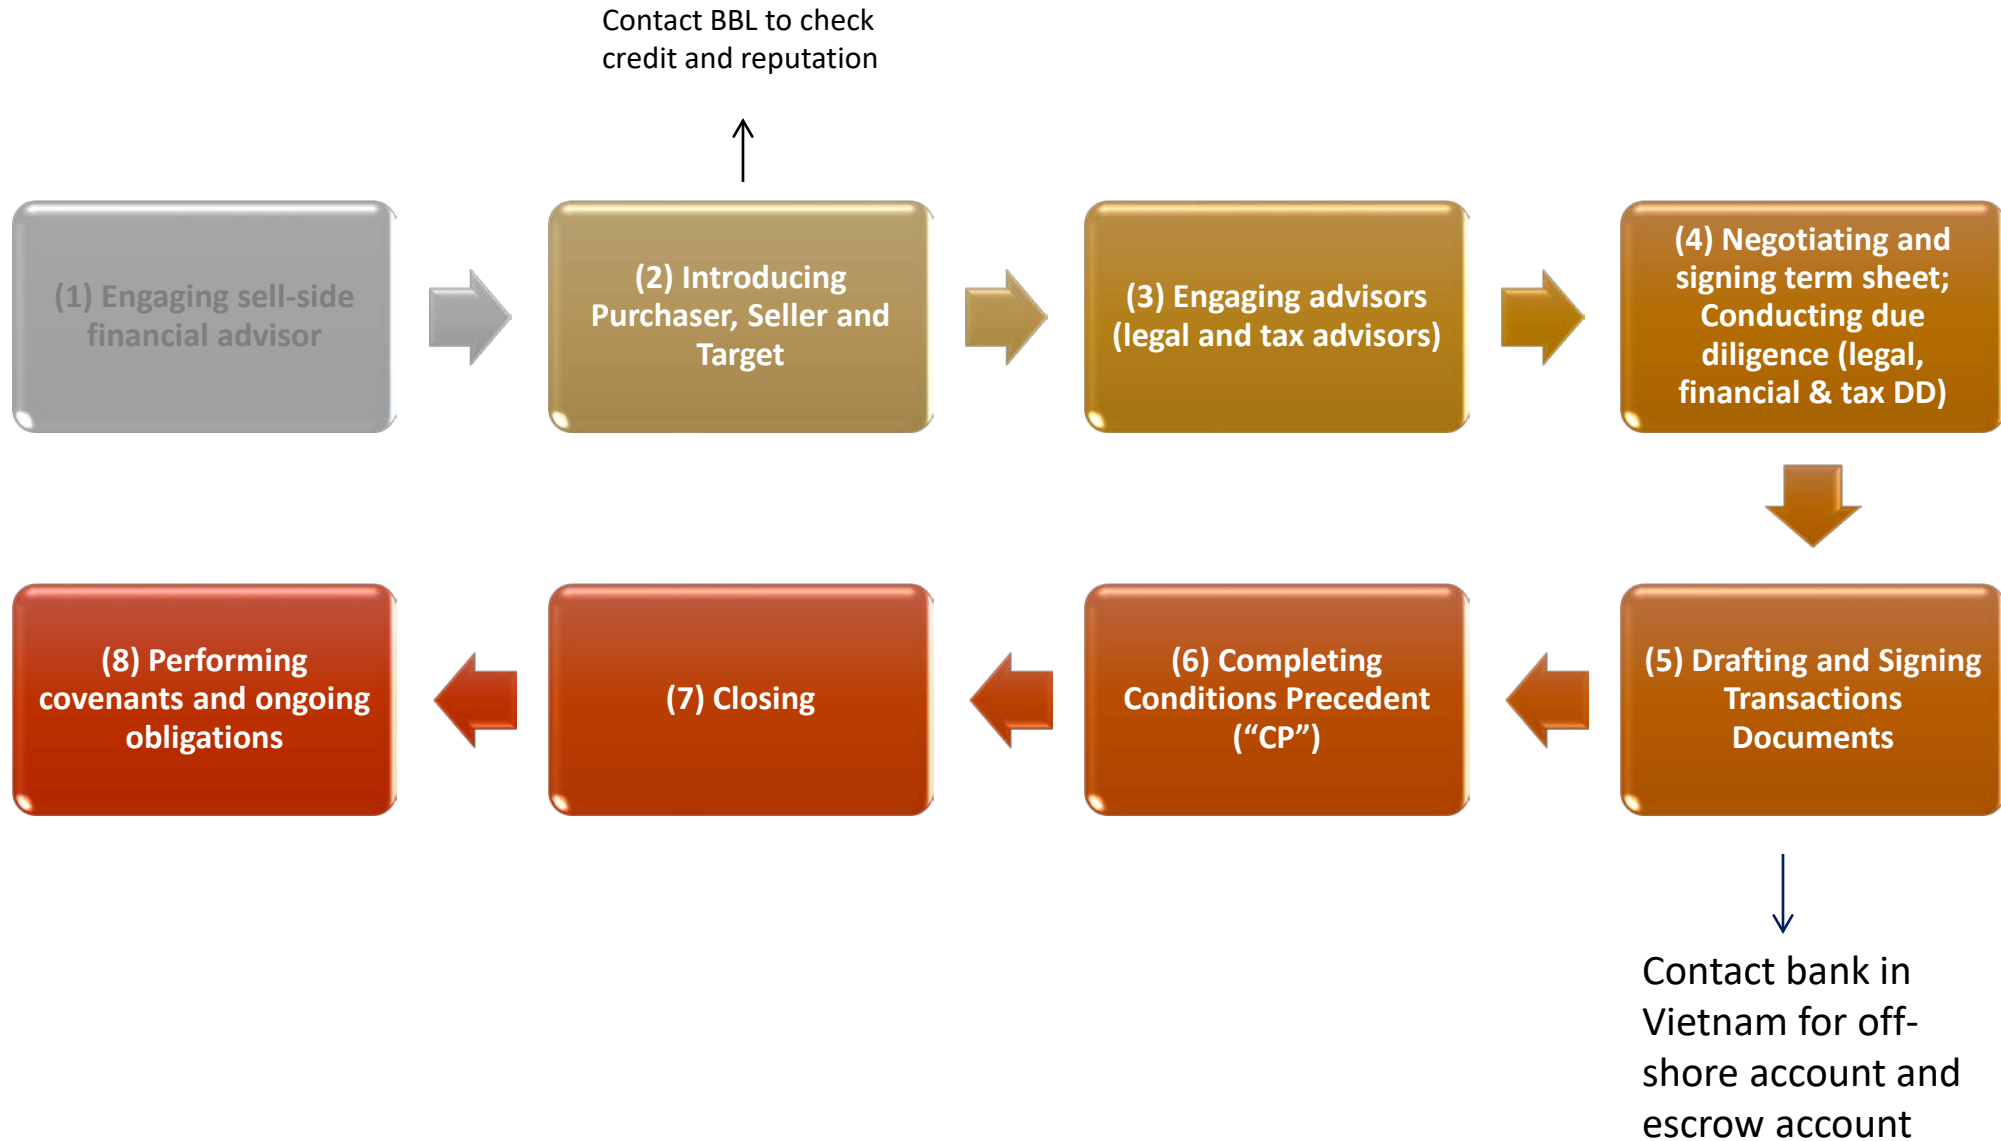 Contact BBL to check
credit and reputation
(1) Engaging sell-side
financial advisor
(2) Introducing
Purchaser, Seller and
Target
(3) Engaging advisors
(legal and tax advisors)
(4) Negotiating and
signing term sheet;
Conducting due
diligence (legal,
financial & tax DD)
(5) Drafting and Signing
Transactions
Documents
(6) Completing
Conditions Precedent
(“CP”)
(7) Closing
(8) Performing
covenants and ongoing
obligations
Contact bank in
Vietnam for off-
shore account and
escrow account